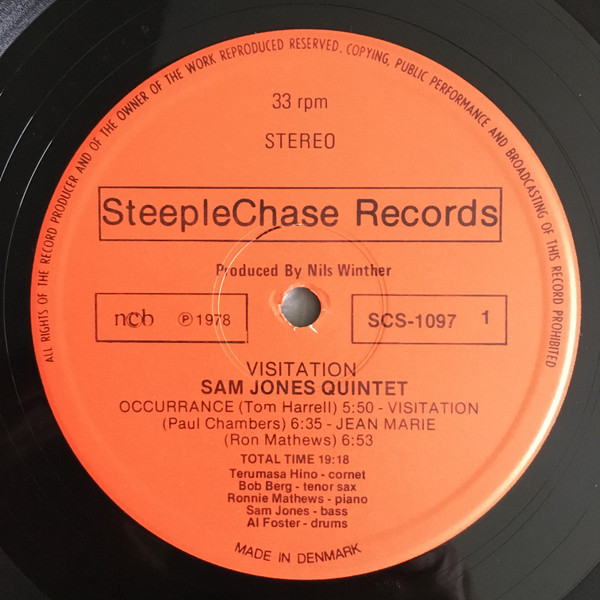 ALL RIGHTS OF THE RECORD PRODUCER AND OF THE OWNER OF THE WORK REPRODUCED RESERVED. COPYING, PUBLIC PERFORMANCE AND BROADCASTING OF THIS RECORD PROHIBITED
33 rpm
STEREO
SteepleChase Records
Produced By Nils Winther
ncb ℗ 1978
SCS-1097 1
VISITATION
SAM JONES QUINTET
OCCURRANCE (Tom Harrell) 5:50 - VISITATION
(Paul Chambers) 6:35 - JEAN MARIE
(Ron Mathews) 6:53
TOTAL TIME 19:18
Terumasa Hino - cornet
Bob Berg - tenor sax
Ronnie Mathews - piano
Sam Jones - bass
Al Foster - drums
MADE IN DENMARK